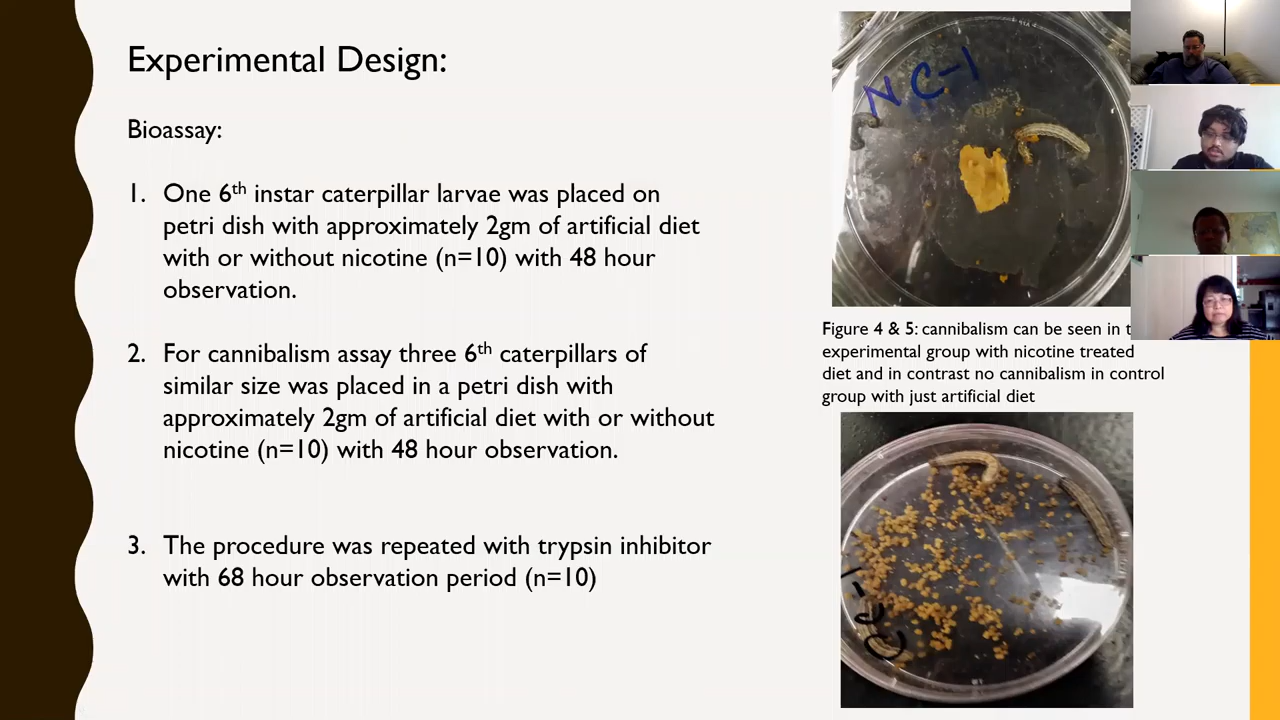 Experimental Design:
Bioassay:
1. One 6th instar caterpillar larvae was placed on
petri dish with approximately 2gm of artificial diet
with or without nicotine (n=10) with 48 hour
observation.
2. For cannibalism assay three 6th caterpillars of
similar size was placed in a petri dish with
approximately 2gm of artificial diet with or without
nicotine (n=10) with 48 hour observation.
3. The procedure was repeated with trypsin inhibitor
with 68 hour observation period (n=10)
NC-1
Figure 4 & 5: cannibalism can be seen in t
experimental group with nicotine treated
diet and in contrast no cannibalism in control
group with just artificial diet
CC-1